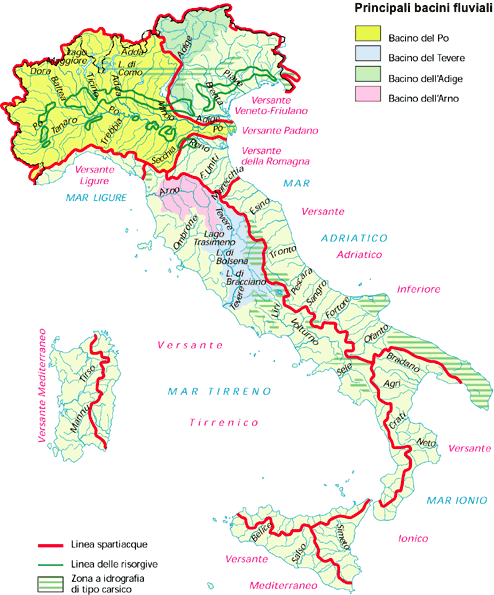 Principali bacini fluviali
Bacino del Po
Bacino del Tevere
Bacino dell'Adige
Bacino dell'Arno
Lago
Maggiore
Adda
L. di
Como
Adige
Dora
Baltea
Ticino
Adda
Mincio
Brenta
Piave
Po
Tanaro
Po
Trebbia
Adige
Po
Secchia
Reno
F. Uniti
Marecchia
Versante
Veneto-Friulano
Versante Padano
Versante
della Romagna
Versante
Ligure
MAR LIGURE
Arno
Ombrone
Tevere
Lago
Trasimeno
L. di
Bolsena
L. di
Bracciano
Tevere
Esino
Tronto
Pescara
Sangro
Fortore
Ofanto
Liri
Volturno
Sele
Bradano
Agri
Crati
Neto
MAR
Versante
ADRIATICO
Adriatico
Inferiore
Versante
MAR TIRRENO
Tirrenico
Versante Mediterraneo
Tirso
Mannu
Versante
MAR IONIO
Ionico
Belice
Salso
Simeto
Versante
Mediterraneo
Linea spartiacque
Linea delle risorgive
Zona a idrografia
di tipo carsico